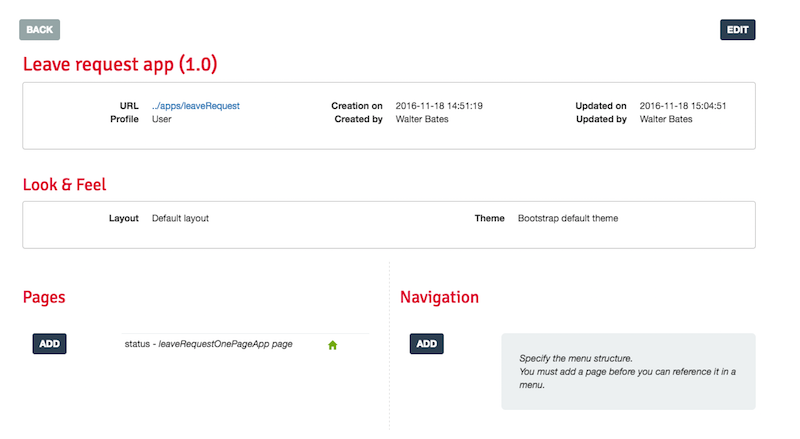 BACK
EDIT
Leave request app (1.0)
URL ../apps/leaveRequest Creation on 2016-11-18 14:51:19 Updated on 2016-11-18 15:04:51
Profile User Created by Walter Bates Updated by Walter Bates
Look & Feel
Layout Default layout Theme Bootstrap default theme
Pages
ADD status - leaveRequestOnePageApp page
Navigation
ADD
Specify the menu structure.
You must add a page before you can reference it in a
menu.